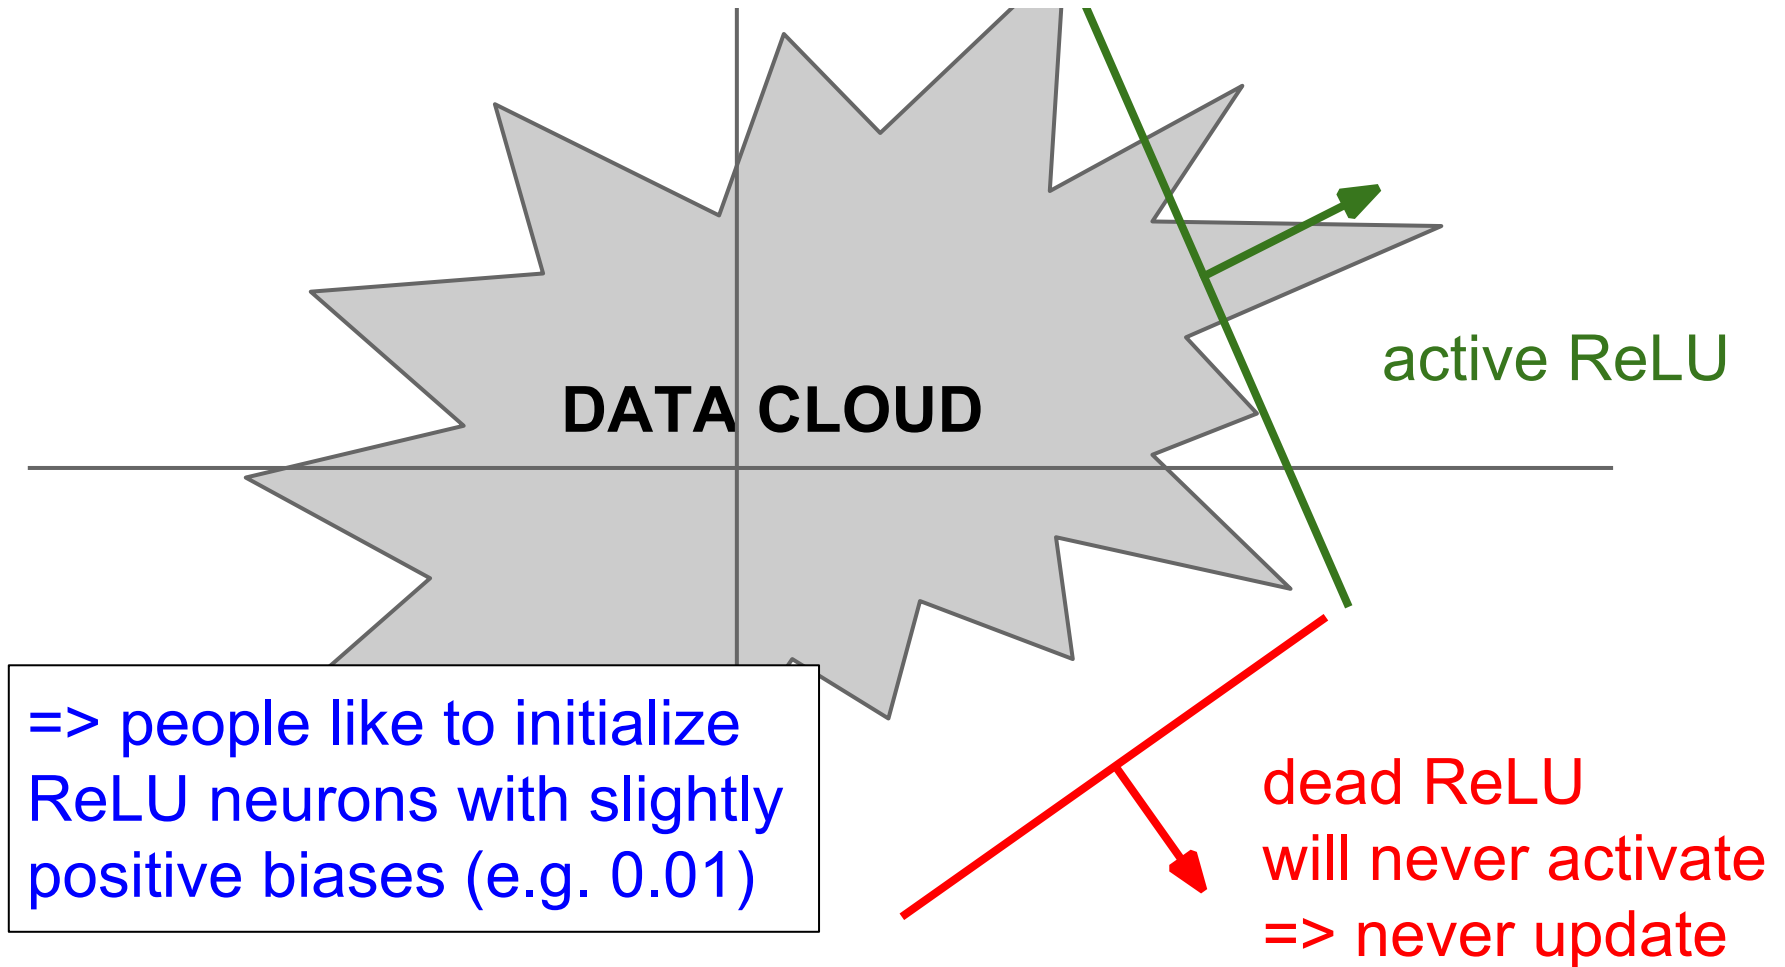 active ReLU
DATA CLOUD
=> people like to initialize
ReLU neurons with slightly
positive biases (e.g. 0.01)
dead ReLU
will never activate
=> never update